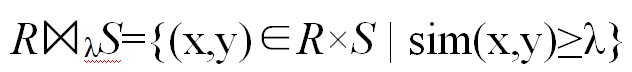 R⋈λS={(x,y)∈R×S | sim(x,y)≥λ}